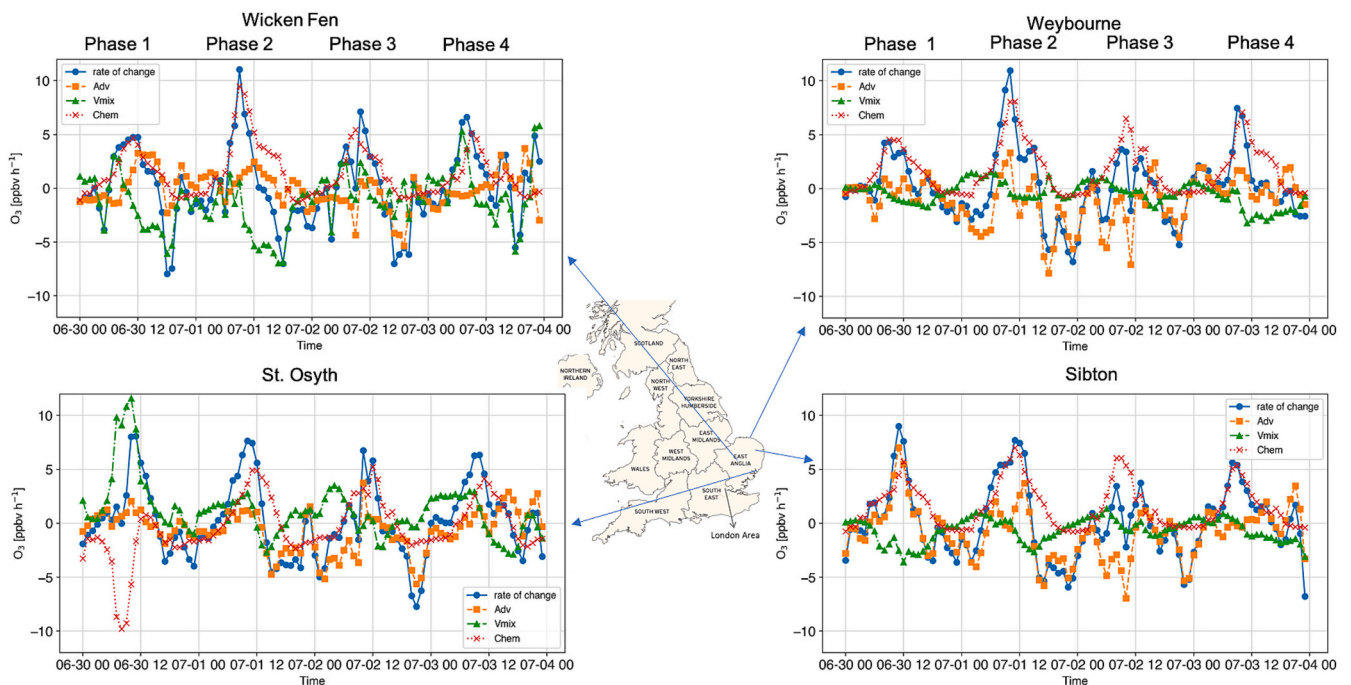 Wicken Fen
Phase 1 Phase 2 Phase 3 Phase 4
rate of change
Adv
Vmix
Chem
O₃ [ppbv h⁻¹]
10
5
0
−5
−10
06-30 00 06-30 12 07-01 00 07-01 12 07-02 00 07-02 12 07-03 00 07-03 12 07-04 00
Time
Weybourne
Phase 1 Phase 2 Phase 3 Phase 4
rate of change
Adv
Vmix
Chem
O₃ [ppbv h⁻¹]
10
5
0
−5
−10
06-30 00 06-30 12 07-01 00 07-01 12 07-02 00 07-02 12 07-03 00 07-03 12 07-04 00
Time
SCOTLAND
NORTHERN
IRELAND
NORTH
EAST
NORTH
WEST
YORKSHIRE
HUMBERSIDE
EAST
MIDLANDS
WEST
MIDLANDS
EAST
ANGLIA
WALES
SOUTH
EAST
SOUTH WEST
London Area
St. Osyth
rate of change
Adv
Vmix
Chem
O₃ [ppbv h⁻¹]
10
5
0
−5
−10
06-30 00 06-30 12 07-01 00 07-01 12 07-02 00 07-02 12 07-03 00 07-03 12 07-04 00
Time
Sibton
rate of change
Adv
Vmix
Chem
O₃ [ppbv h⁻¹]
10
5
0
−5
−10
06-30 00 06-30 12 07-01 00 07-01 12 07-02 00 07-02 12 07-03 00 07-03 12 07-04 00
Time